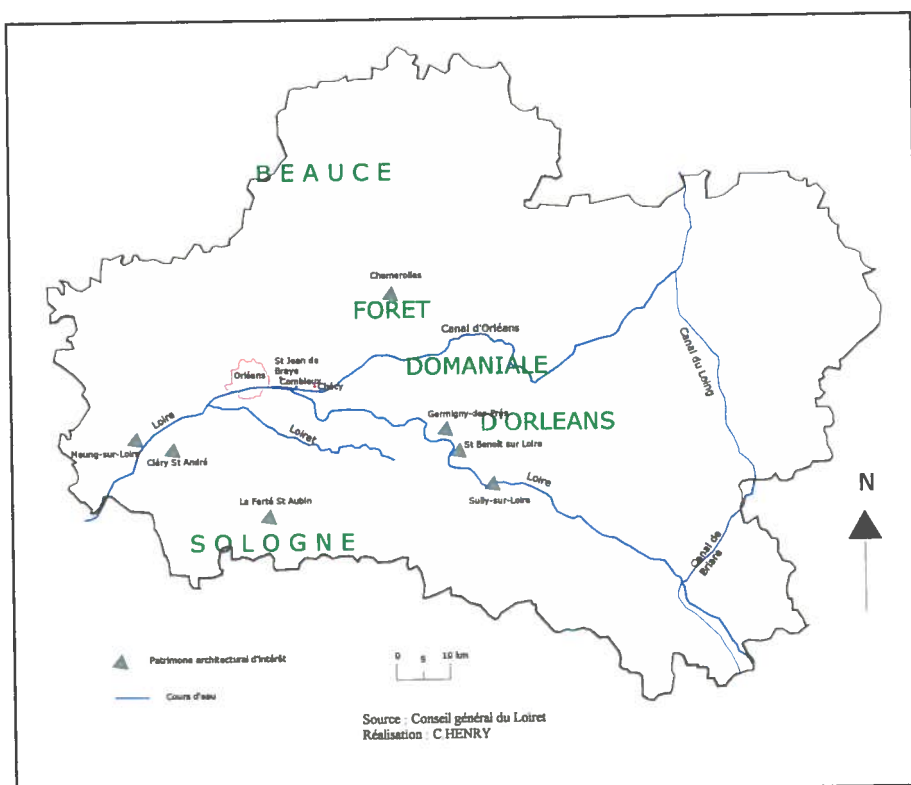 BEAUCE
Chamerolles
FORET
Canal d'Orléans
DOMANIALE
St Jean de
Braye
Combleux
Chécy
Orléans
Canal du Loing
Germigny-des-Prés
D'ORLEANS
Loire
Loiret
St Benoît sur Loire
Meung-sur-Loire
Cléry St André
Loire
Sully-sur-Loire
La Ferté St Aubin
SOLOGNE
Canal de
Briare
N
Patrimone architectural d'intérêt
0 5 10 km
Cours d'eau
Source : Conseil général du Loiret
Réalisation : C.HENRY